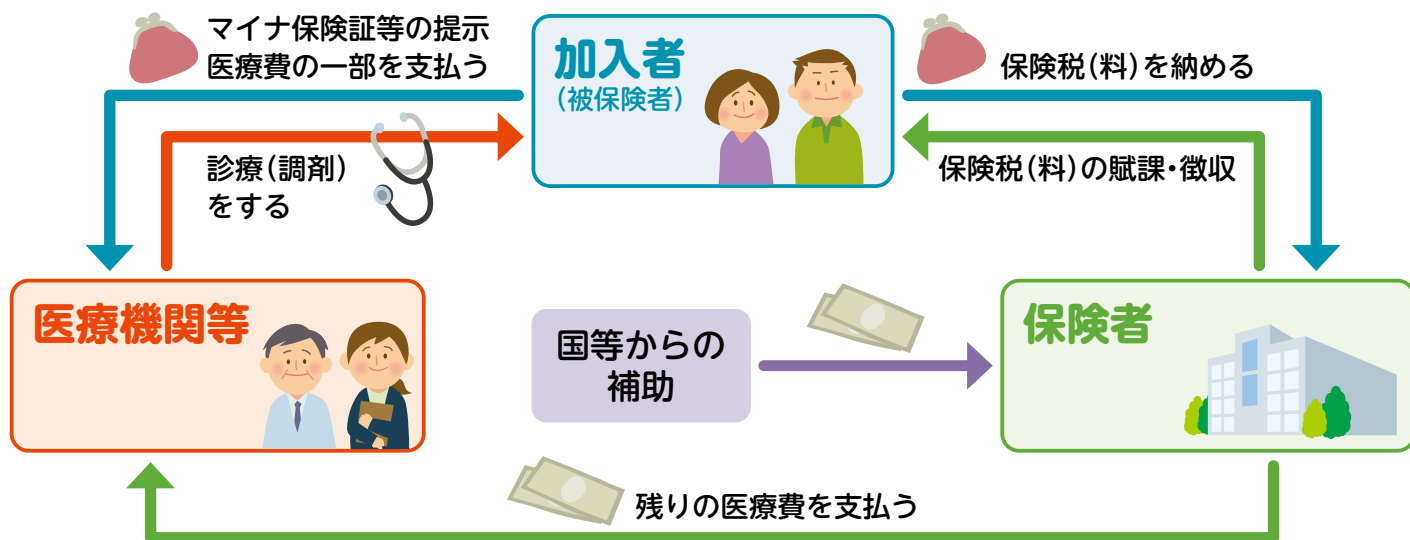 マイナ保険証等の提示
医療費の一部を支払う
加入者
（被保険者）
保険税（料）を納める
診療（調剤）
をする
保険税（料）の賦課・徴収
医療機関等
国等からの
補助
保険者
残りの医療費を支払う